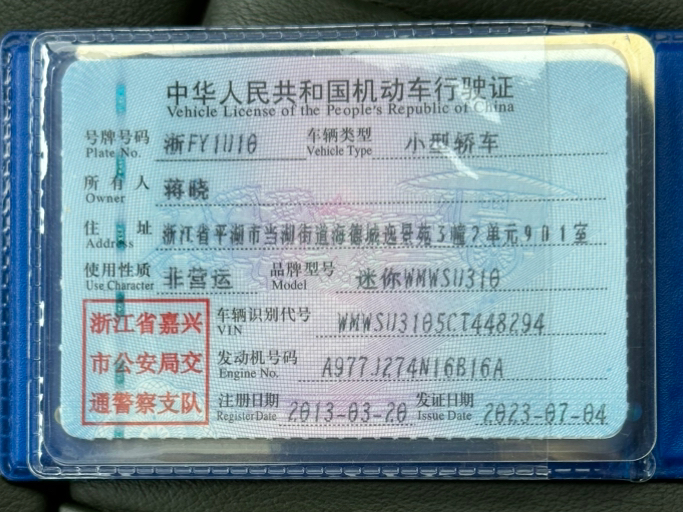 中华人民共和国机动车行驶证
Vehicle License of the People's Republic of China
号牌号码 浙FY1U10 车辆类型 小型轿车
Plate No. Vehicle Type
所有人 蒋晓
Owner
住址 浙江省平湖市当湖街道海德城逸景苑3幢2单元901室
Address
使用性质 非营运 品牌型号 迷你WMWSU310
Use Character Model
浙江省嘉兴
市公安局交
通警察支队
车辆识别代号 WMWSU3105CT448294
VIN
发动机号码 A977J274N16B16A
Engine No.
注册日期 2013-03-20 发证日期 2023-07-04
Register Date Issue Date